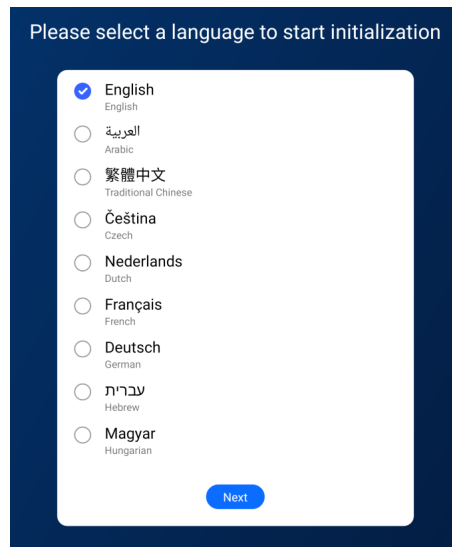 Please select a language to start initialization
English
English
العربية
Arabic
繁體中文
Traditional Chinese
Čeština
Czech
Nederlands
Dutch
Français
French
Deutsch
German
עברית
Hebrew
Magyar
Hungarian
Next